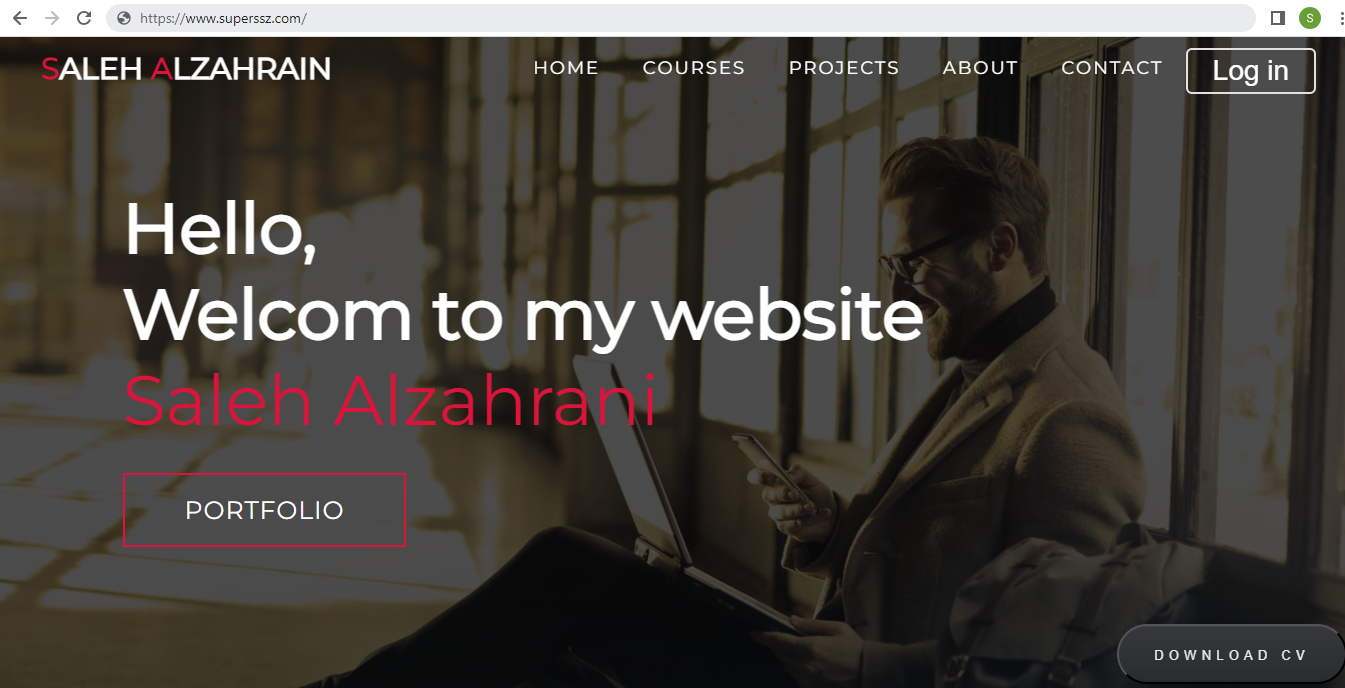 https://www.superssz.com/
S
SALEH ALZAHRAIN
HOME
COURSES
PROJECTS
ABOUT
CONTACT
Log in
Hello,
Welcom to my website
Saleh Alzahrani
PORTFOLIO
DOWNLOAD CV